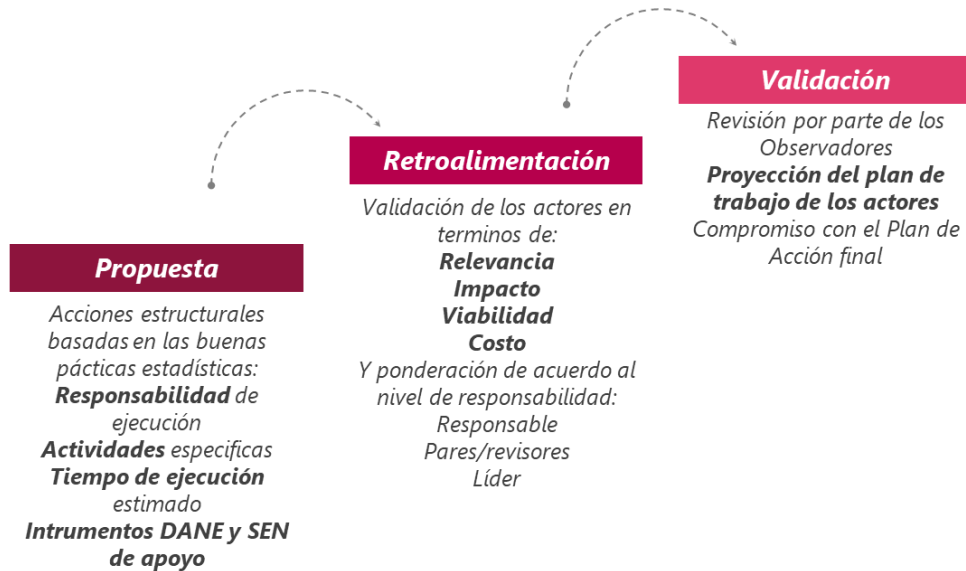 Propuesta
Acciones estructurales
basadas en las buenas
pácticas estadísticas:
Responsabilidad de
ejecución
Actividades especificas
Tiempo de ejecución
estimado
Intrumentos DANE y SEN
de apoyo
Retroalimentación
Validación de los actores en
terminos de:
Relevancia
Impacto
Viabilidad
Costo
Y ponderación de acuerdo al
nivel de responsabilidad:
Responsable
Pares/revisores
Líder
Validación
Revisión por parte de los
Observadores
Proyección del plan de
trabajo de los actores
Compromiso con el Plan de
Acción final